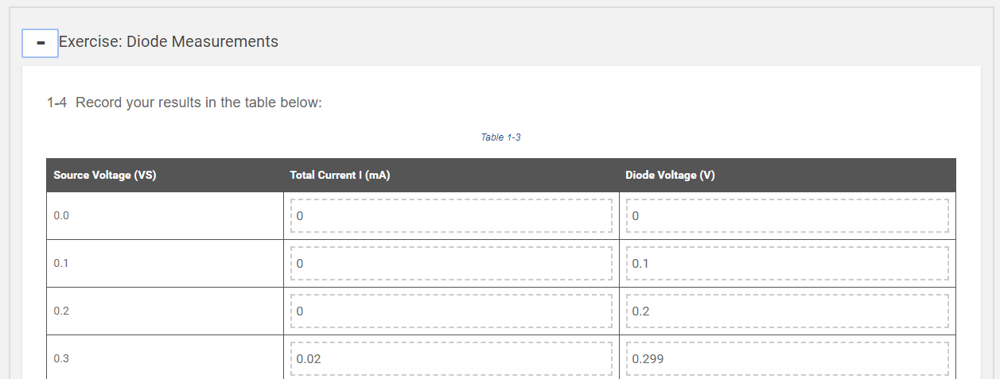 - Exercise: Diode Measurements
1-4 Record your results in the table below:
Table 1-3
Source Voltage (VS) Total Current I (mA) Diode Voltage (V)
0.0 0 0
0.1 0 0.1
0.2 0 0.2
0.3 0.02 0.299